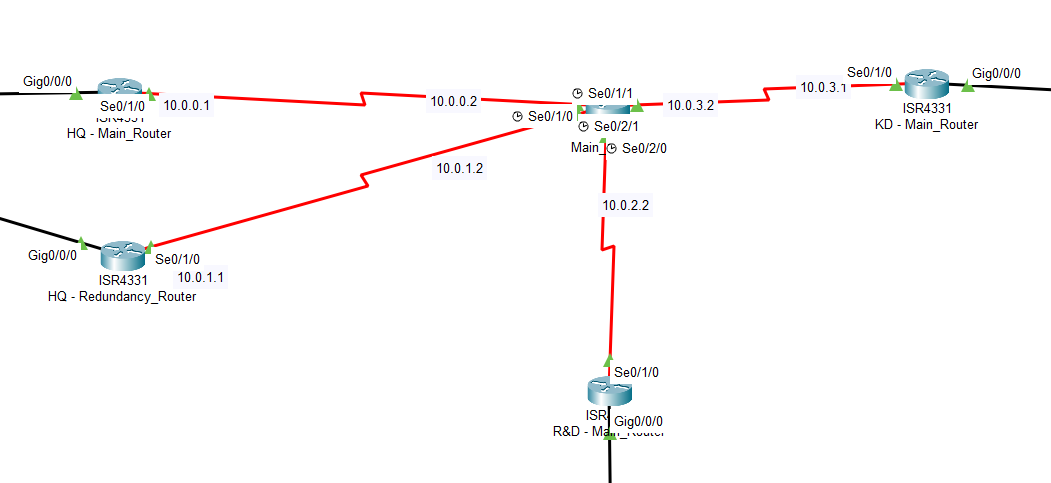 Gig0/0/0
Se0/1/0
10.0.0.1
ISR4331
HQ - Main_Router
10.0.0.2
Se0/1/1
Se0/1/0
Se0/2/1
Main_
Se0/2/0
10.0.3.2
10.0.3.1
Se0/1/0
Gig0/0/0
ISR4331
KD - Main_Router
10.0.1.2
10.0.2.2
Gig0/0/0
Se0/1/0
10.0.1.1
ISR4331
HQ - Redundancy_Router
Se0/1/0
ISR
Gig0/0/0
R&D - Main_Router